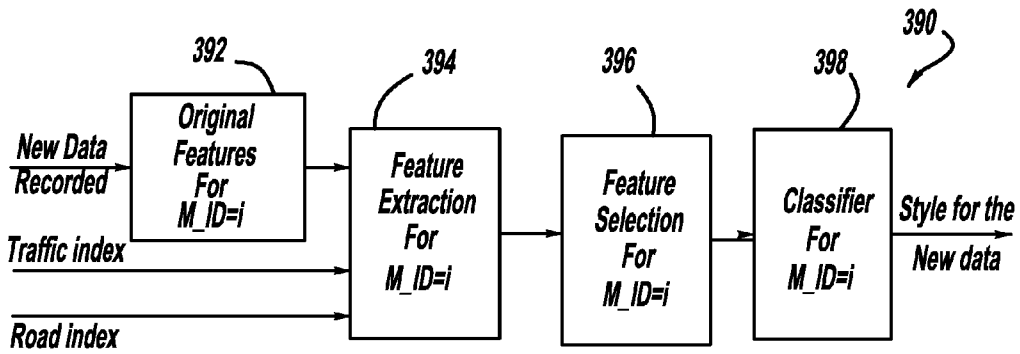 390
392
394
396
398
New Data
Recorded
Original
Features
For
M_ID=i
Traffic index
Road index
Feature
Extraction
For
M_ID=i
Feature
Selection
For
M_ID=i
Classifier
For
M_ID=i
Style for the
New data